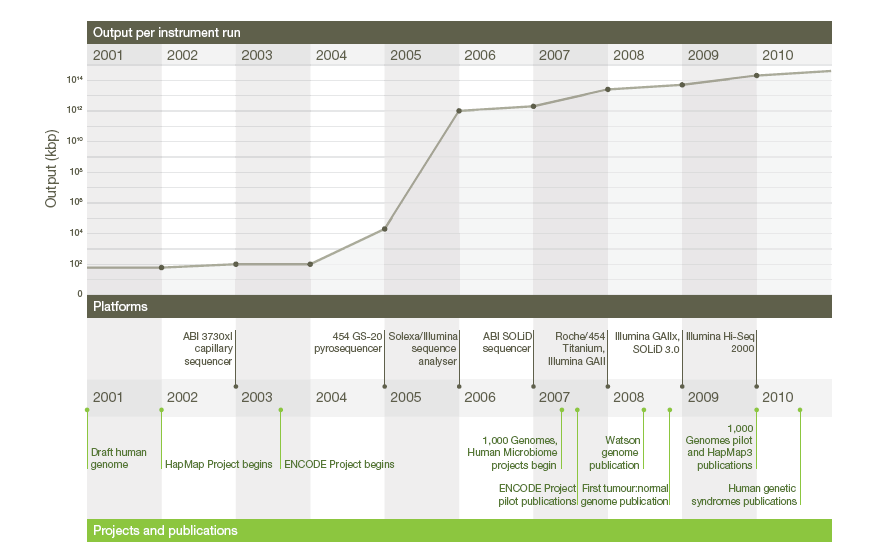 Output per instrument run
2001 2002 2003 2004 2005 2006 2007 2008 2009 2010
Output (kbp)
10¹⁴
10¹²
10¹⁰
10⁸
10⁶
10⁴
10²
0
Platforms
ABI 3730xl
capillary
sequencer
454 GS-20
pyrosequencer
Solexa/Illumina
sequence
analyser
ABI SOLiD
sequencer
Roche/454
Titanium,
Illumina GAII
Illumina GAIIx,
SOLiD 3.0
Illumina Hi-Seq
2000
2001 2002 2003 2004 2005 2006 2007 2008 2009 2010
Draft human
genome
HapMap Project begins
ENCODE Project begins
1,000 Genomes,
Human Microbiome
projects begin
ENCODE Project
pilot publications
Watson
genome
publication
First tumour:normal
genome publication
1,000
Genomes pilot
and HapMap3
publications
Human genetic
syndromes publications
Projects and publications